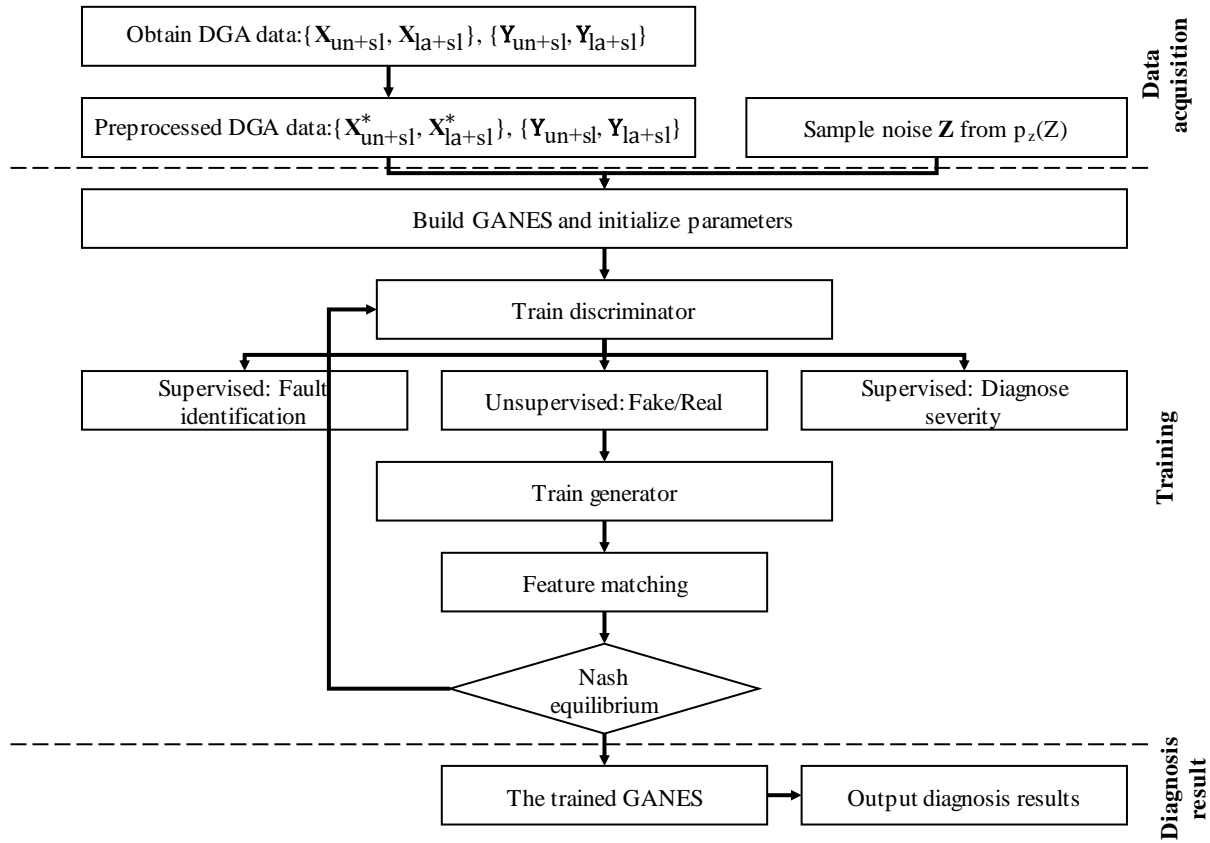 Obtain DGA data:{X_un+sl, X_la+sl}, {Y_un+sl, Y_la+sl}
Data
acquisition
Preprocessed DGA data:{X*_un+sl, X*_la+sl}, {Y_un+sl, Y_la+sl}
Sample noise Z from p_z(Z)
Build GANES and initialize parameters
Train discriminator
Supervised: Fault
identification
Unsupervised: Fake/Real
Supervised: Diagnose
severity
Training
Train generator
Feature matching
Nash
equilibrium
The trained GANES
Output diagnosis results
Diagnosis
result